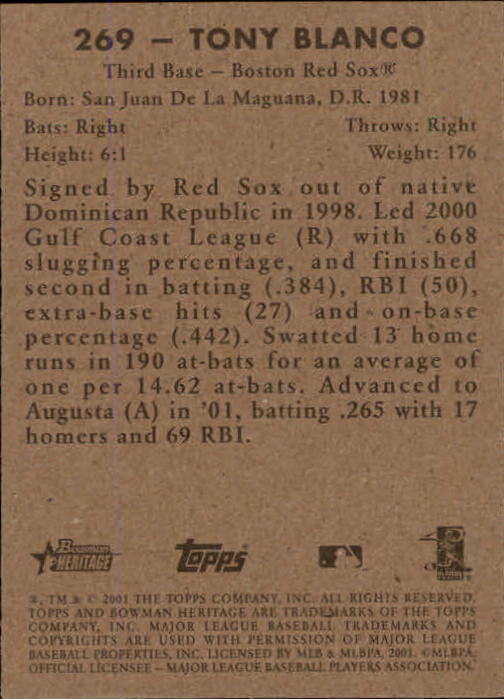 269 – TONY BLANCO
Third Base – Boston Red Sox®
Born: San Juan De La Maguana, D.R. 1981
Bats: Right Throws: Right
Height: 6:1 Weight: 176
Signed by Red Sox out of native
Dominican Republic in 1998. Led 2000
Gulf Coast League (R) with .668
slugging percentage, and finished
second in batting (.384), RBI (50),
extra-base hits (27) and on-base
percentage (.442). Swatted 13 home
runs in 190 at-bats for an average of
one per 14.62 at-bats. Advanced to
Augusta (A) in '01, batting .265 with 17
homers and 69 RBI.
Bowman
HERITAGE
TOPPS
®, TM & © 2001 THE TOPPS COMPANY, INC. ALL RIGHTS RESERVED.
TOPPS AND BOWMAN HERITAGE ARE TRADEMARKS OF THE TOPPS
COMPANY, INC. MAJOR LEAGUE BASEBALL TRADEMARKS AND
COPYRIGHTS ARE USED WITH PERMISSION OF MAJOR LEAGUE
BASEBALL PROPERTIES, INC. LICENSED BY MLB & MLBPA, 2001. ©MLBPA.
OFFICIAL LICENSEE – MAJOR LEAGUE BASEBALL PLAYERS ASSOCIATION.